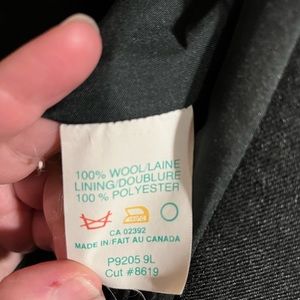 100% WOOL/LAINE
LINING/DOUBLURE
100% POLYESTER
CA 02392
MADE IN/FAIT AU CANADA
P9205 9L
Cut #8619